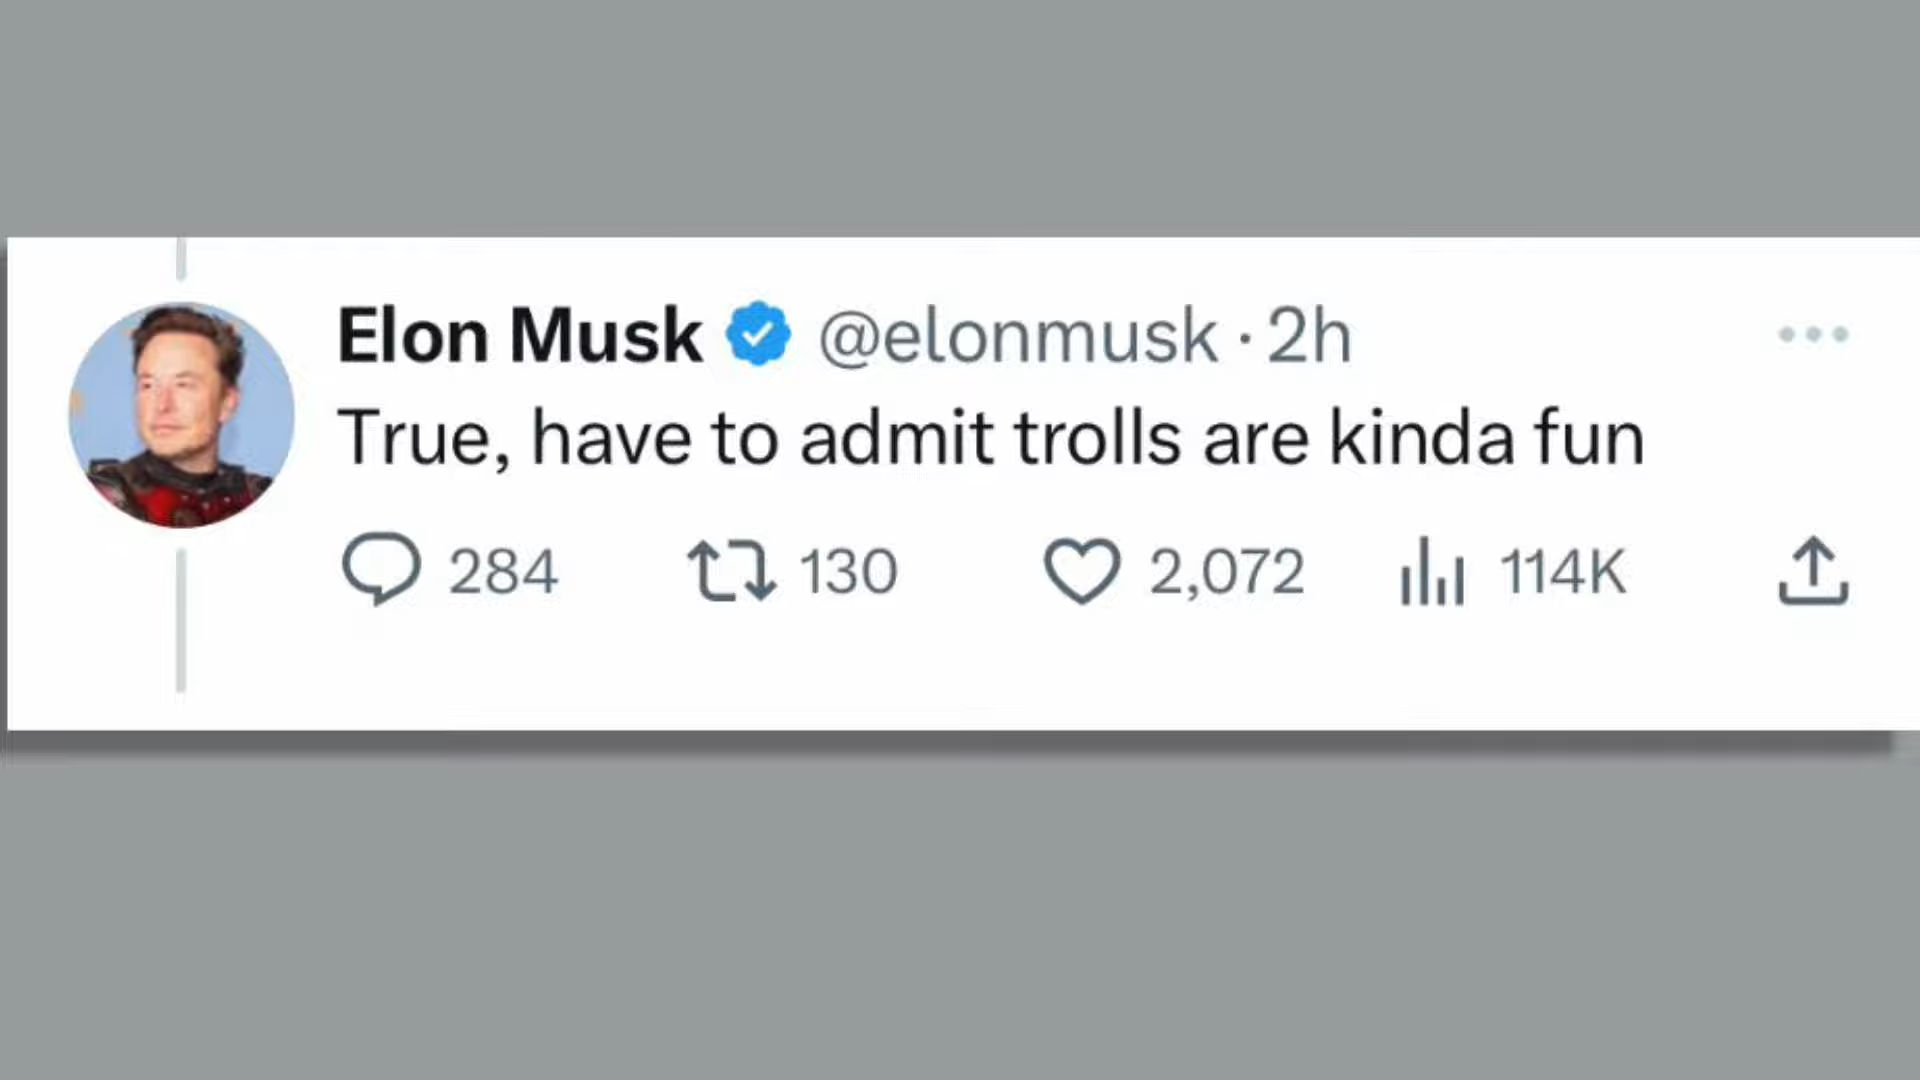 Elon Musk @elonmusk · 2h
True, have to admit trolls are kinda fun
284 130 2,072 114K